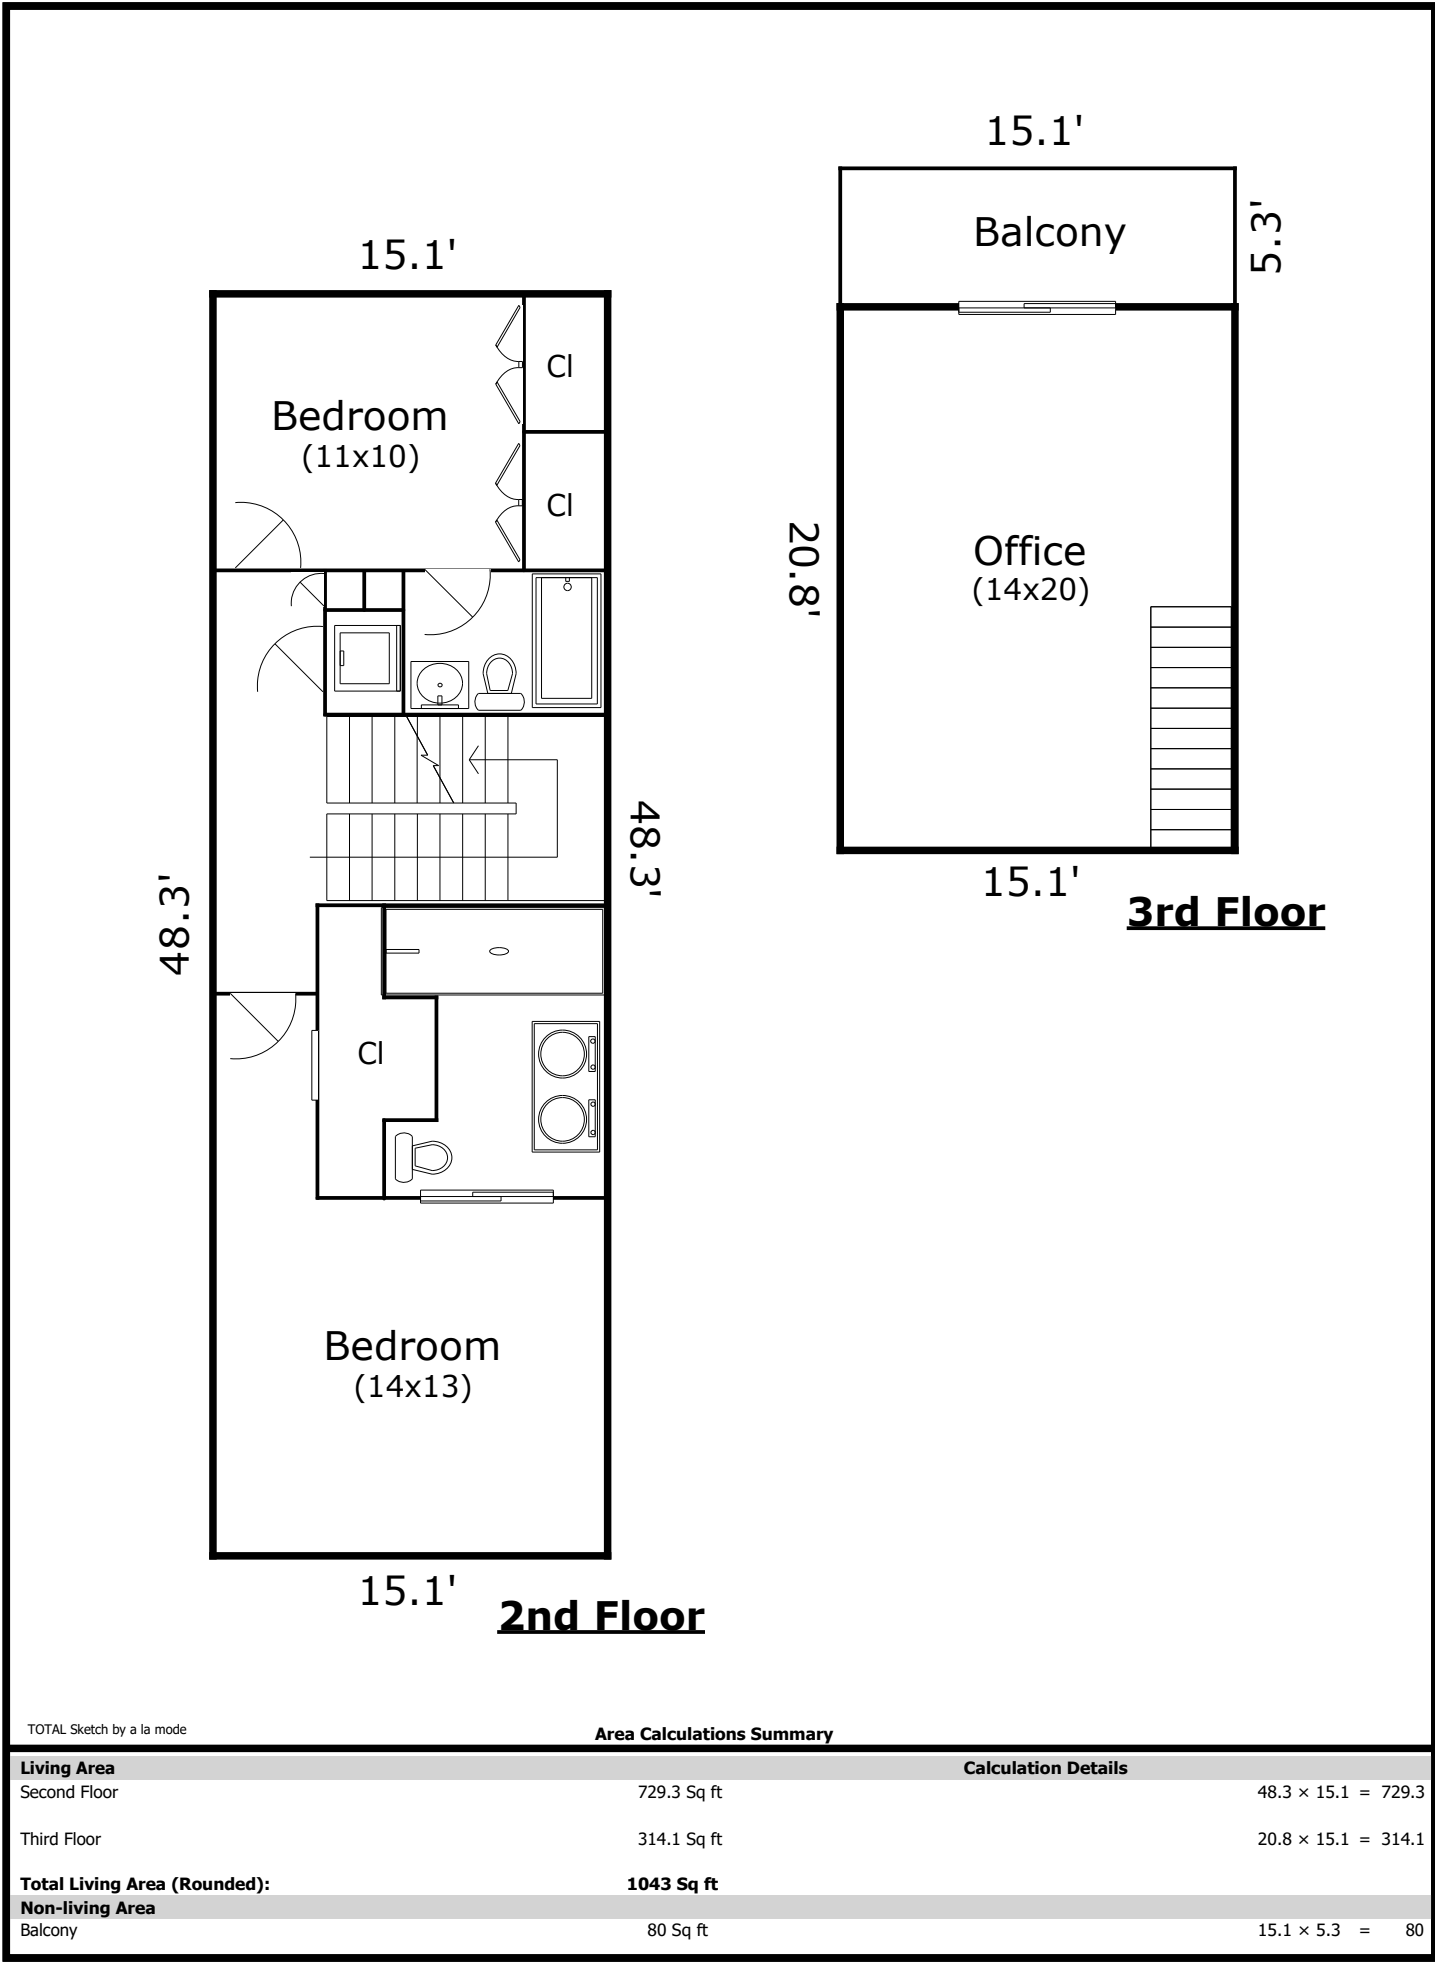 15.1'
Balcony
5.3'
15.1'
Cl
Bedroom
(11x10)
Cl
20.8'
Office
(14x20)
48.3'
48.3'
15.1'
3rd Floor
Cl
Bedroom
(14x13)
15.1'
2nd Floor
TOTAL Sketch by a la mode
Area Calculations Summary
Living Area Calculation Details
Second Floor 729.3 Sq ft 48.3 × 15.1 = 729.3
Third Floor 314.1 Sq ft 20.8 × 15.1 = 314.1
Total Living Area (Rounded): 1043 Sq ft
Non-living Area
Balcony 80 Sq ft 15.1 × 5.3 = 80